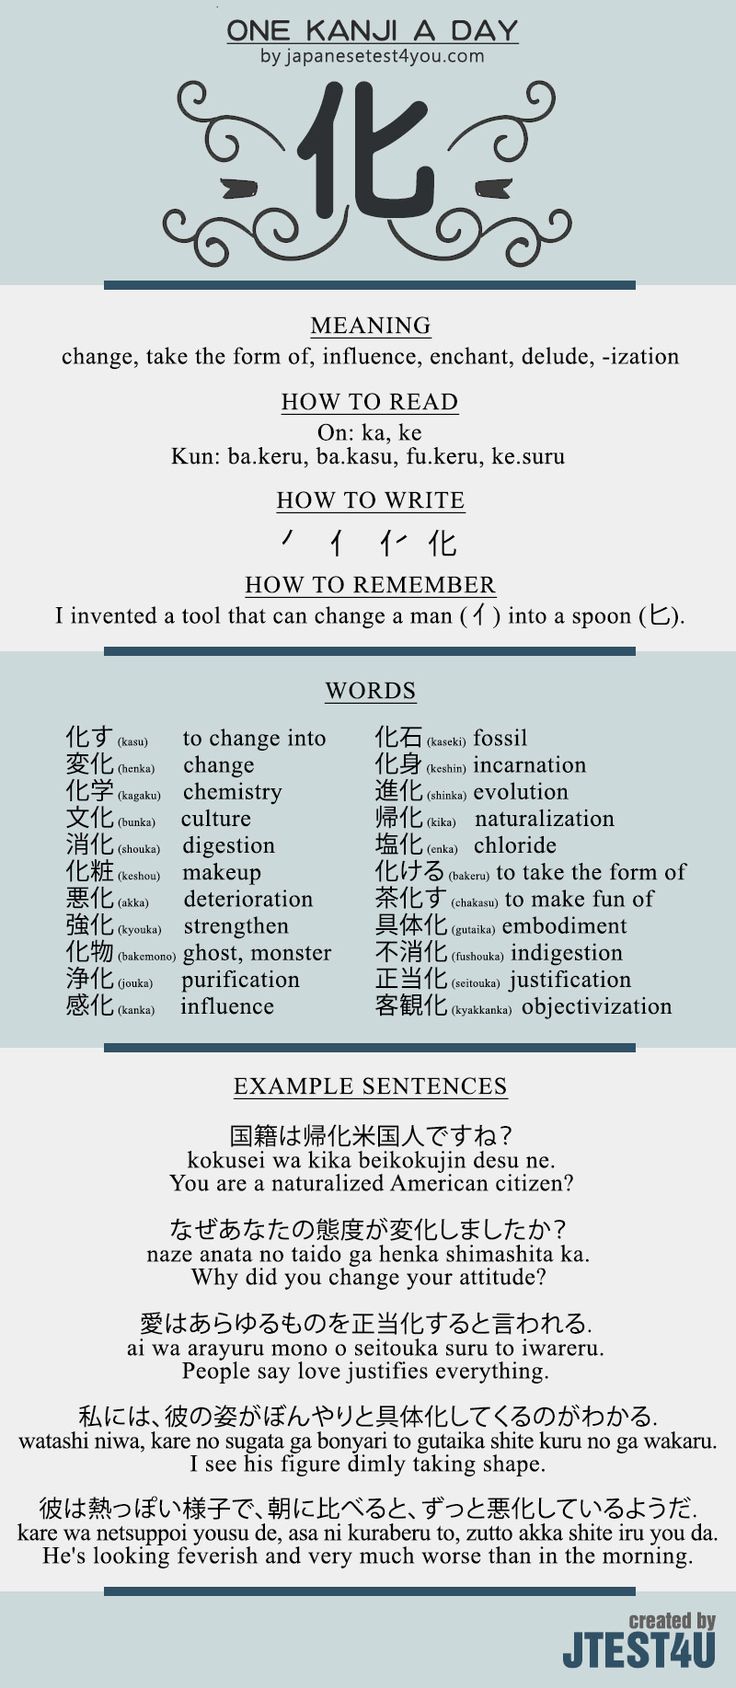 ONE KANJI A DAY
by japanesetest4you.com
化
MEANING
change, take the form of, influence, enchant, delude, -ization
HOW TO READ
On: ka, ke
Kun: ba.keru, ba.kasu, fu.keru, ke.suru
HOW TO WRITE
㇒ 亻 亻㇒ 化
HOW TO REMEMBER
I invented a tool that can change a man (亻) into a spoon (匕).
WORDS
化す (kasu) to change into
変化 (henka) change
化学 (kagaku) chemistry
文化 (bunka) culture
消化 (shouka) digestion
化粧 (keshou) makeup
悪化 (akka) deterioration
強化 (kyouka) strengthen
化物 (bakemono) ghost, monster
浄化 (jouka) purification
感化 (kanka) influence
化石 (kaseki) fossil
化身 (keshin) incarnation
進化 (shinka) evolution
帰化 (kika) naturalization
塩化 (enka) chloride
化ける (bakeru) to take the form of
茶化す (chakasu) to make fun of
具体化 (gutaika) embodiment
不消化 (fushouka) indigestion
正当化 (seitouka) justification
客観化 (kyakkanka) objectivization
EXAMPLE SENTENCES
国籍は帰化米国人ですね？
kokusei wa kika beikokujin desu ne.
You are a naturalized American citizen?
なぜあなたの態度が変化しましたか？
naze anata no taido ga henka shimashita ka.
Why did you change your attitude?
愛はあらゆるものを正当化すると言われる.
ai wa arayuru mono o seitouka suru to iwareru.
People say love justifies everything.
私には、彼の姿がぼんやりと具体化してくるのがわかる.
watashi niwa, kare no sugata ga bonyari to gutaika shite kuru no ga wakaru.
I see his figure dimly taking shape.
彼は熱っぽい様子で、朝に比べると、ずっと悪化しているようだ.
kare wa netsuppoi yousu de, asa ni kuraberu to, zutto akka shite iru you da.
He's looking feverish and very much worse than in the morning.
created by
JTEST4U